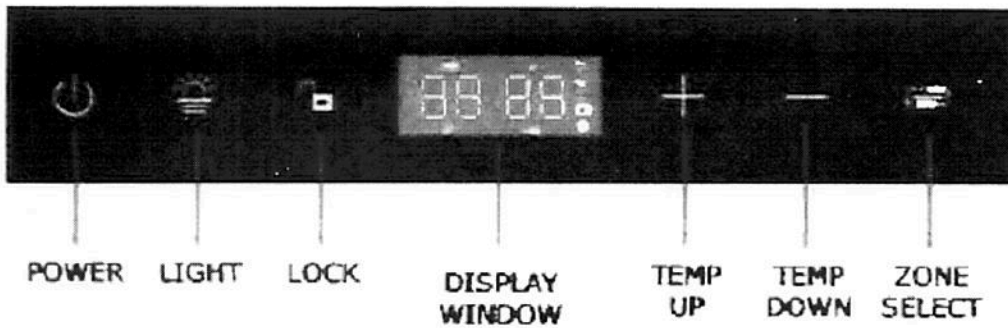 POWER
LIGHT
LOCK
DISPLAY
WINDOW
TEMP
UP
TEMP
DOWN
ZONE
SELECT